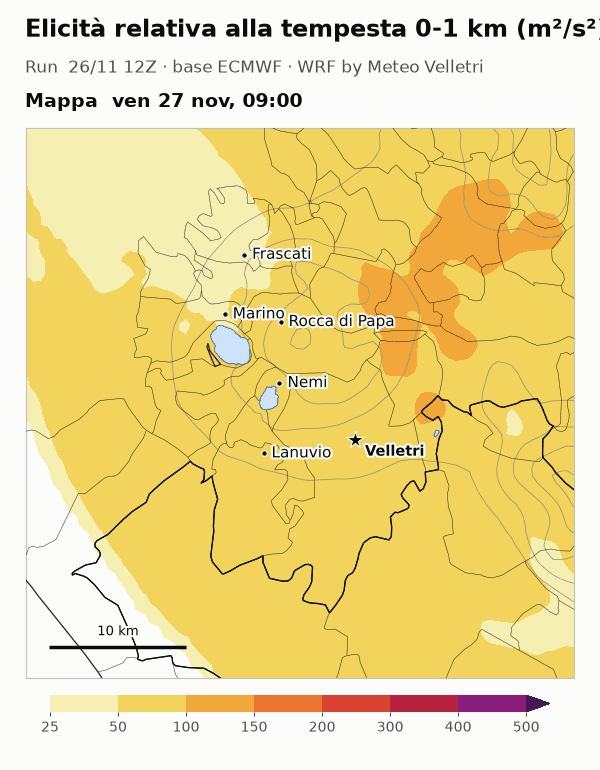 Elicità relativa alla tempesta 0-1 km (m²/s²)
Run 26/11 12Z · base ECMWF · WRF by Meteo Velletri
Mappa ven 27 nov, 09:00
Frascati
Marino
Rocca di Papa
Nemi
Velletri
Lanuvio
10 km
25 50 100 150 200 300 400 500